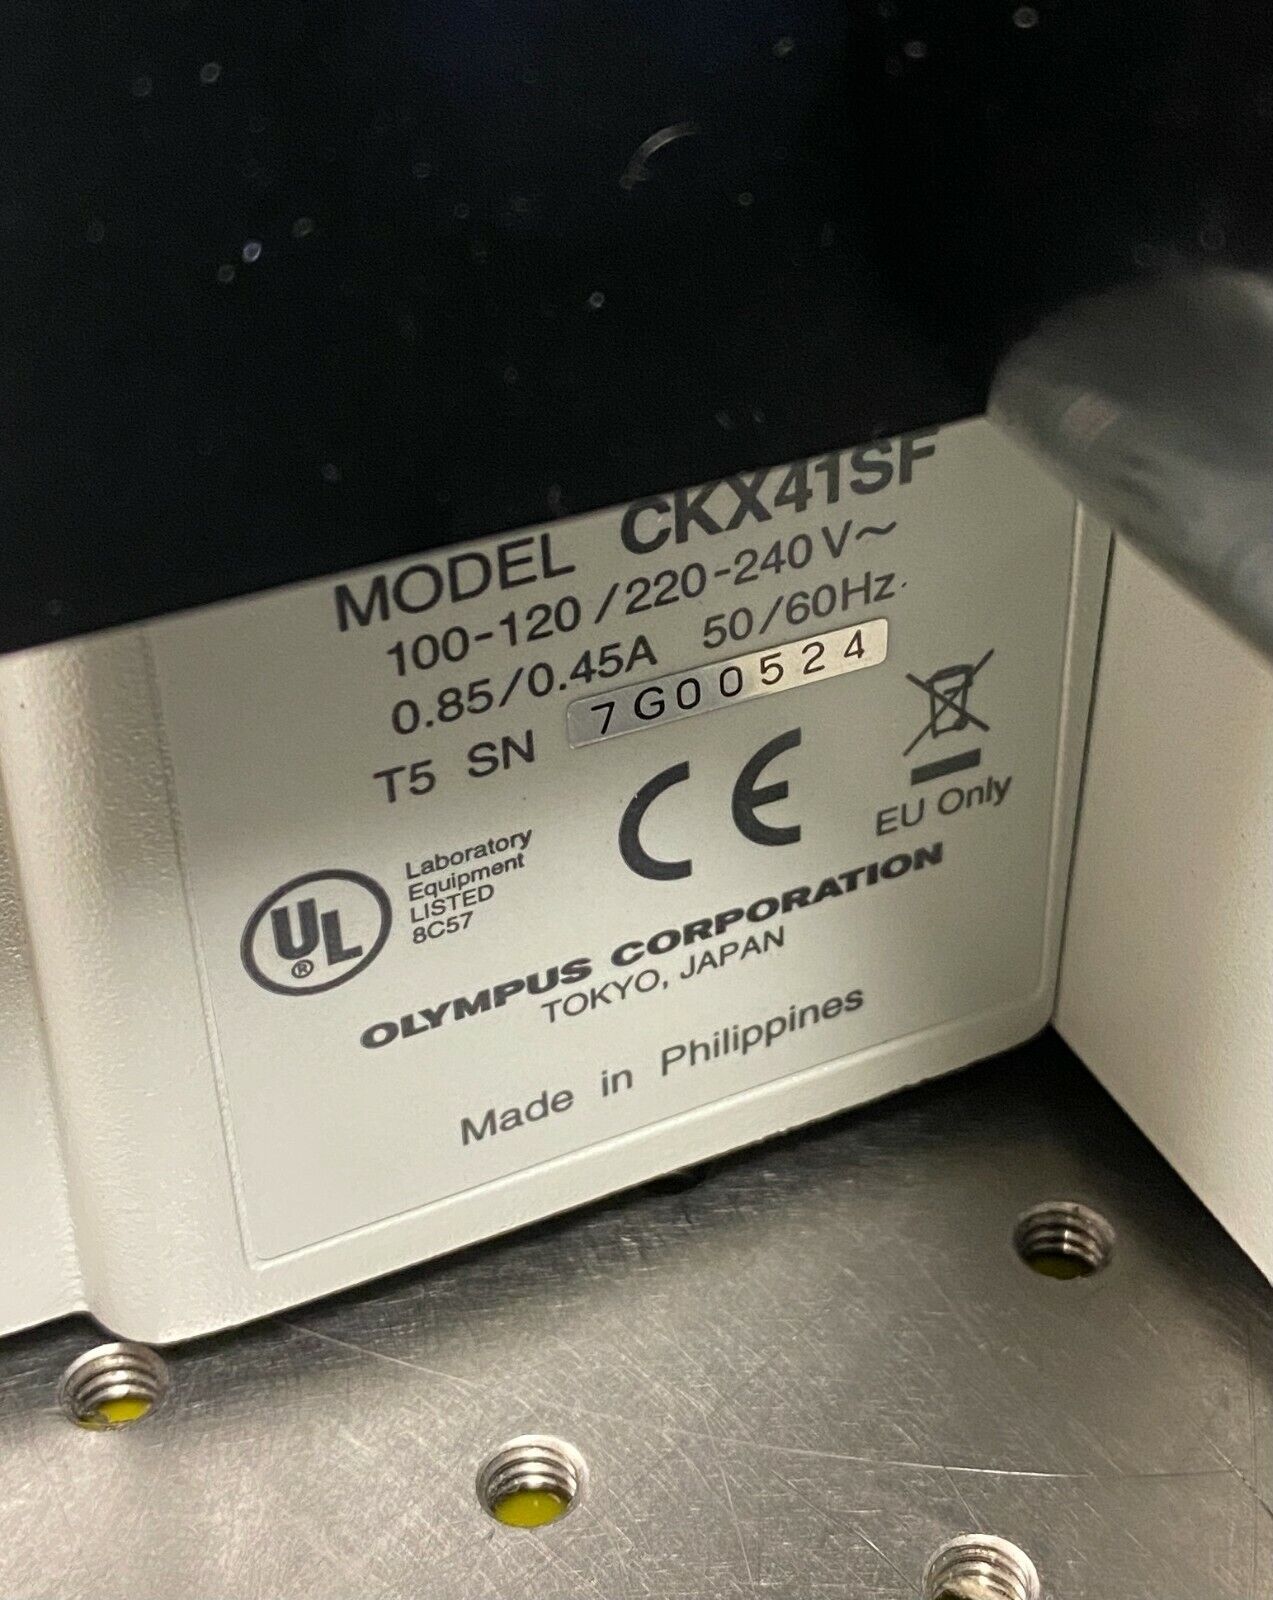 MODEL CKX41SF
100-120/220-240V~
0.85/0.45A 50/60Hz
T5 SN 7G00524
UL
®
Laboratory
Equipment
LISTED
8C57
CE
EU Only
OLYMPUS CORPORATION
TOKYO, JAPAN
Made in Philippines